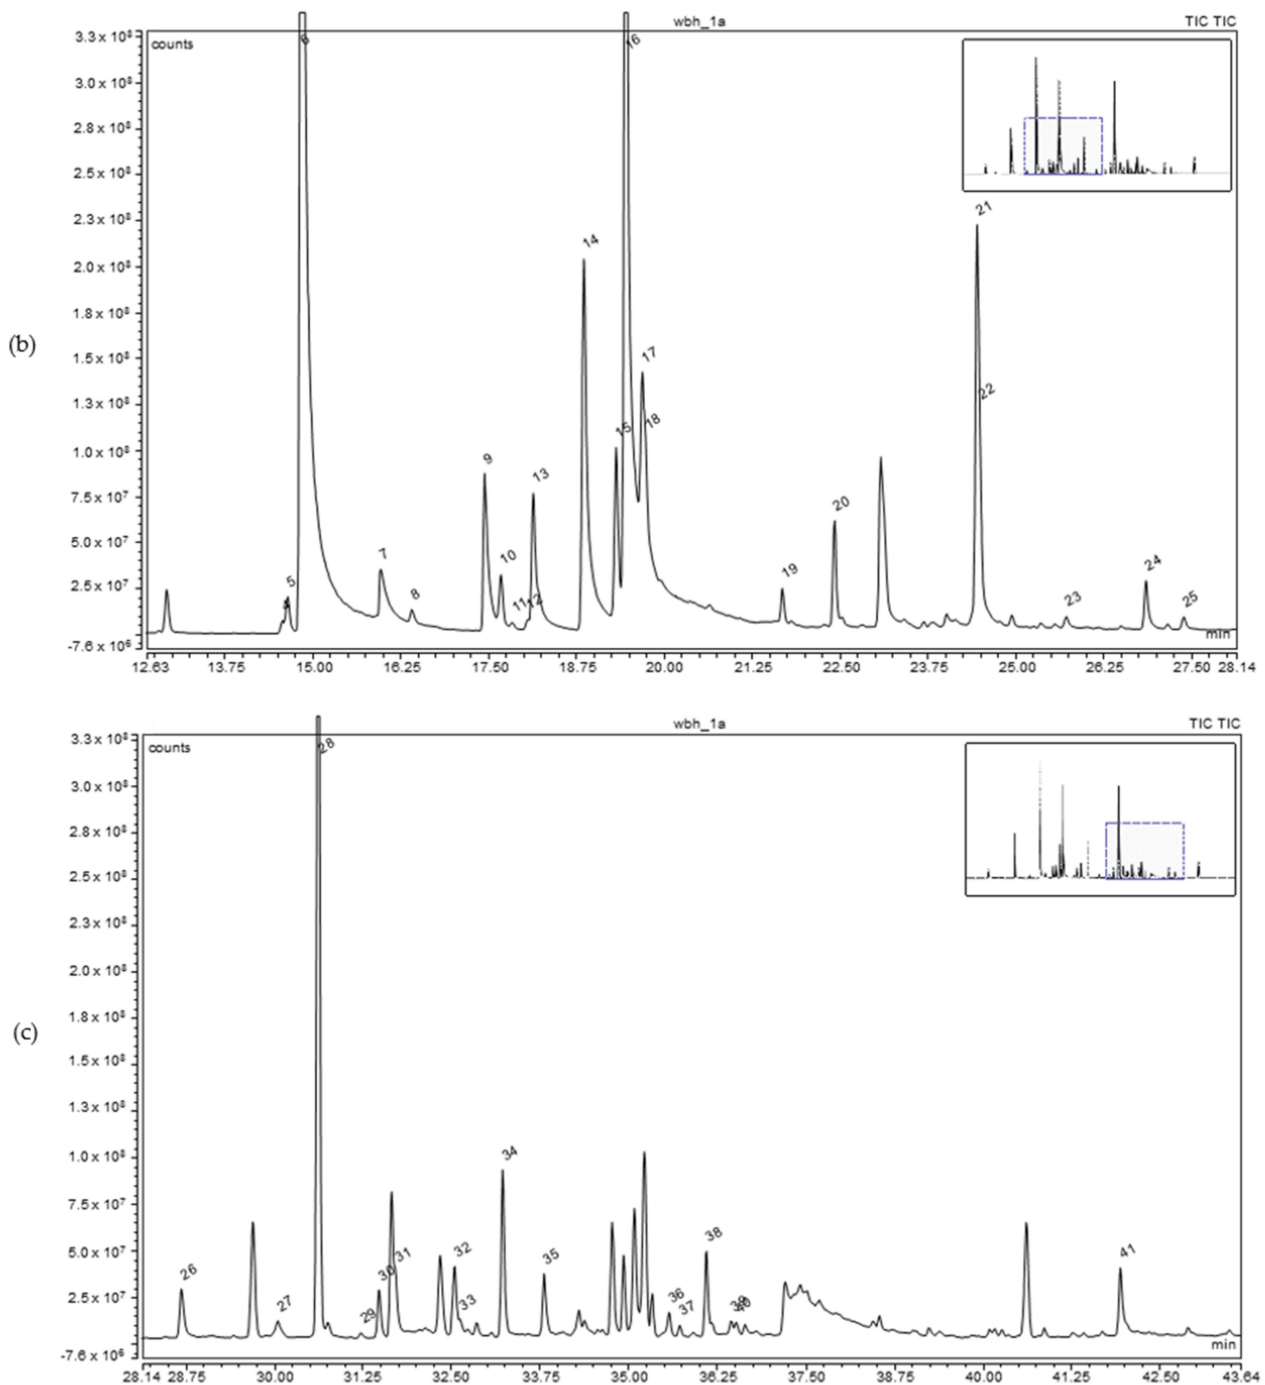 wbh_1a
TIC TIC
counts
3.3 x 10⁸
3.0 x 10⁸
2.8 x 10⁸
2.5 x 10⁸
2.3 x 10⁸
2.0 x 10⁸
1.8 x 10⁸
1.5 x 10⁸
1.3 x 10⁸
1.0 x 10⁸
7.5 x 10⁷
5.0 x 10⁷
2.5 x 10⁷
-7.6 x 10⁶
(b)
6
16
21
14
22
17
18
15
9
13
20
10
7
5
8
11
12
19
24
23
25
min
12.63 13.75 15.00 16.25 17.50 18.75 20.00 21.25 22.50 23.75 25.00 26.25 27.50 28.14
wbh_1a
TIC TIC
counts
3.3 x 10⁸
3.0 x 10⁸
2.8 x 10⁸
2.5 x 10⁸
2.3 x 10⁸
2.0 x 10⁸
1.8 x 10⁸
1.5 x 10⁸
1.3 x 10⁸
1.0 x 10⁸
7.5 x 10⁷
5.0 x 10⁷
2.5 x 10⁷
-7.6 x 10⁶
(c)
28
34
38
41
32
31
35
30
26
27
29
33
36
37
39
40
min
28.14 28.75 30.00 31.25 32.50 33.75 35.00 36.25 37.50 38.75 40.00 41.25 42.50 43.64